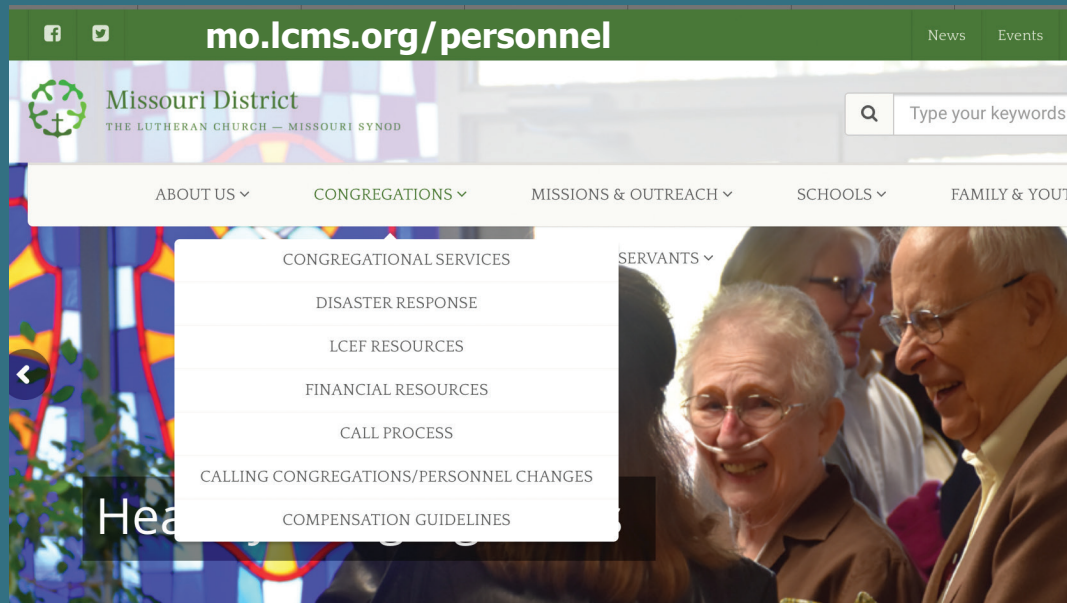 mo.lcms.org/personnel
News Events
Missouri District
THE LUTHERAN CHURCH — MISSOURI SYNOD
Type your keywords
ABOUT US CONGREGATIONS MISSIONS & OUTREACH SCHOOLS FAMILY & YOUT
SERVANTS
CONGREGATIONAL SERVICES
DISASTER RESPONSE
LCEF RESOURCES
FINANCIAL RESOURCES
CALL PROCESS
CALLING CONGREGATIONS/PERSONNEL CHANGES
COMPENSATION GUIDELINES